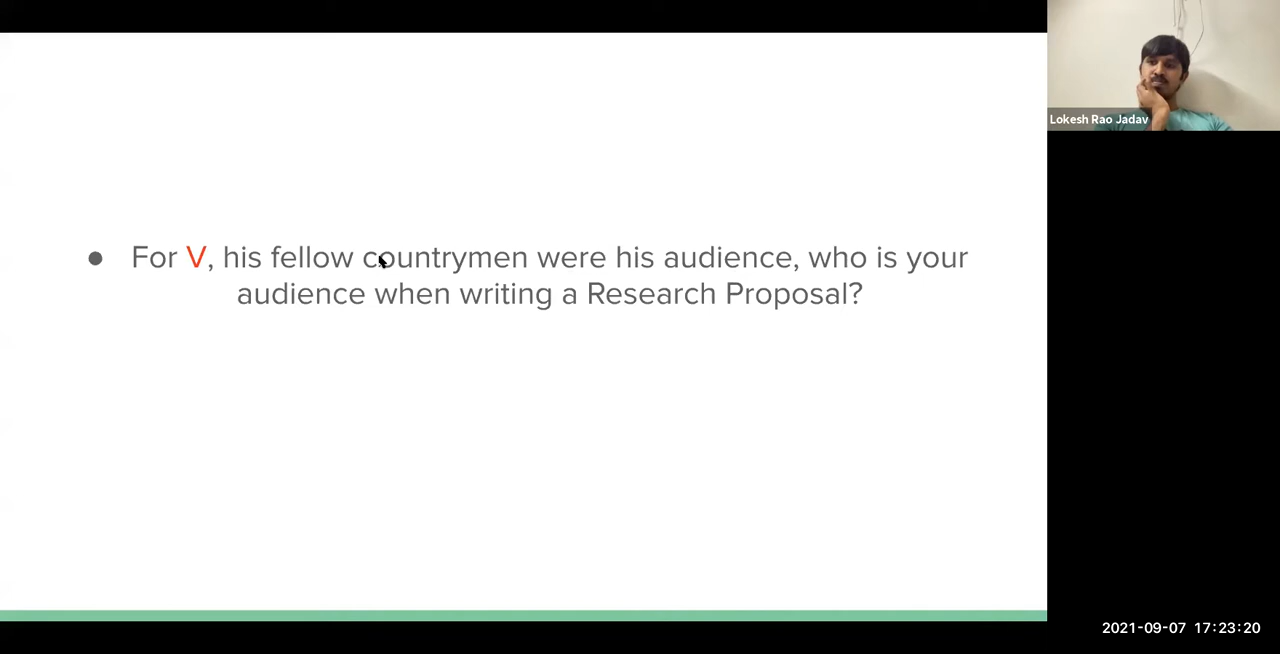 ● For V, his fellow countrymen were his audience, who is your
audience when writing a Research Proposal?
Lokesh Rao Jadav
2021-09-07 17:23:20